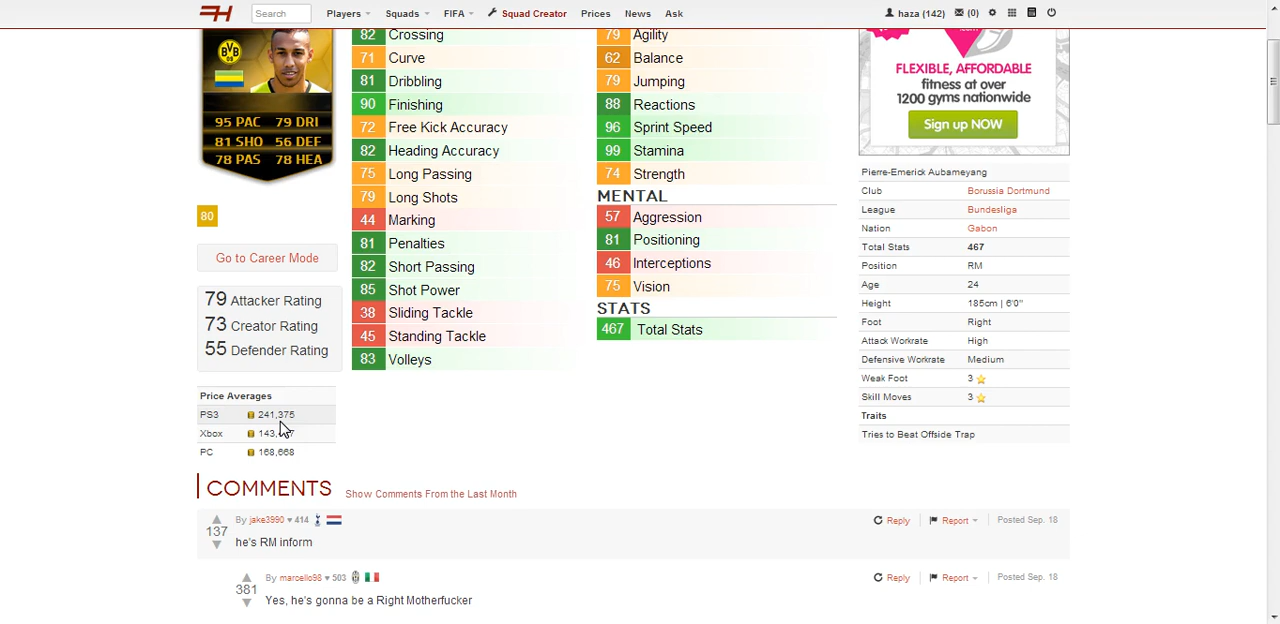 Search
Players
Squads
FIFA
Squad Creator
Prices
News
Ask
haza (142)
(0)
BVB
09
95 PAC 79 DRI
81 SHO 56 DEF
78 PAS 78 HEA
80
Go to Career Mode
79 Attacker Rating
73 Creator Rating
55 Defender Rating
Price Averages
PS3 241,375
Xbox
PC 168,668
82 Crossing
71 Curve
81 Dribbling
90 Finishing
72 Free Kick Accuracy
82 Heading Accuracy
75 Long Passing
79 Long Shots
44 Marking
81 Penalties
82 Short Passing
85 Shot Power
38 Sliding Tackle
45 Standing Tackle
83 Volleys
79 Agility
62 Balance
79 Jumping
88 Reactions
96 Sprint Speed
99 Stamina
74 Strength
MENTAL
57 Aggression
81 Positioning
46 Interceptions
75 Vision
STATS
467 Total Stats
FLEXIBLE, AFFORDABLE
fitness at over
1200 gyms nationwide
Sign up NOW
Pierre-Emerick Aubameyang
Club Borussia Dortmund
League Bundesliga
Nation Gabon
Total Stats 467
Position RM
Age 24
Height 185cm | 6'0"
Foot Right
Attack Workrate High
Defensive Workrate Medium
Weak Foot 3
Skill Moves 3
Traits
Tries to Beat Offside Trap
COMMENTS Show Comments From the Last Month
137
By jake3990 ♥ 414
Reply Report Posted Sep. 18
he's RM inform
381
By marcello98 ♥ 503
Reply Report Posted Sep. 18
Yes, he's gonna be a Right Motherfucker